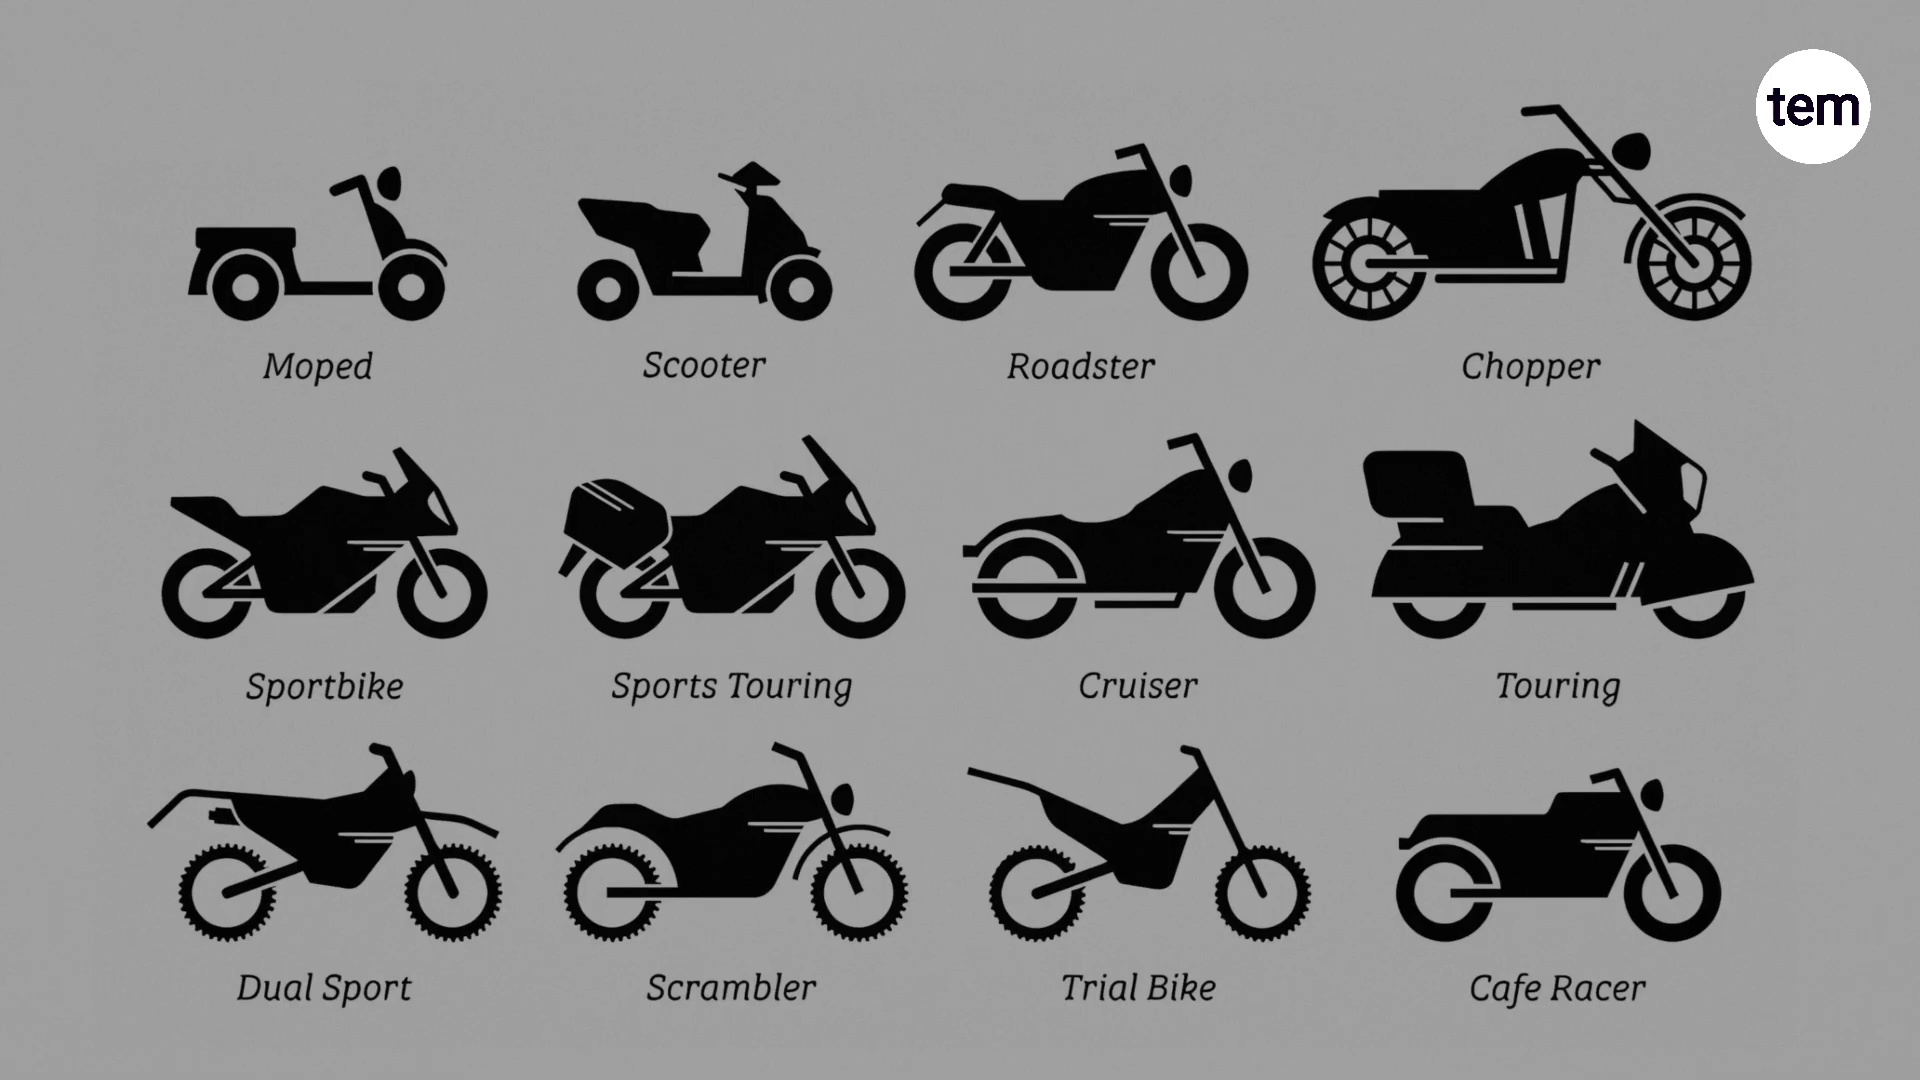 tem
Moped
Scooter
Roadster
Chopper
Sportbike
Sports Touring
Cruiser
Touring
Dual Sport
Scrambler
Trial Bike
Cafe Racer